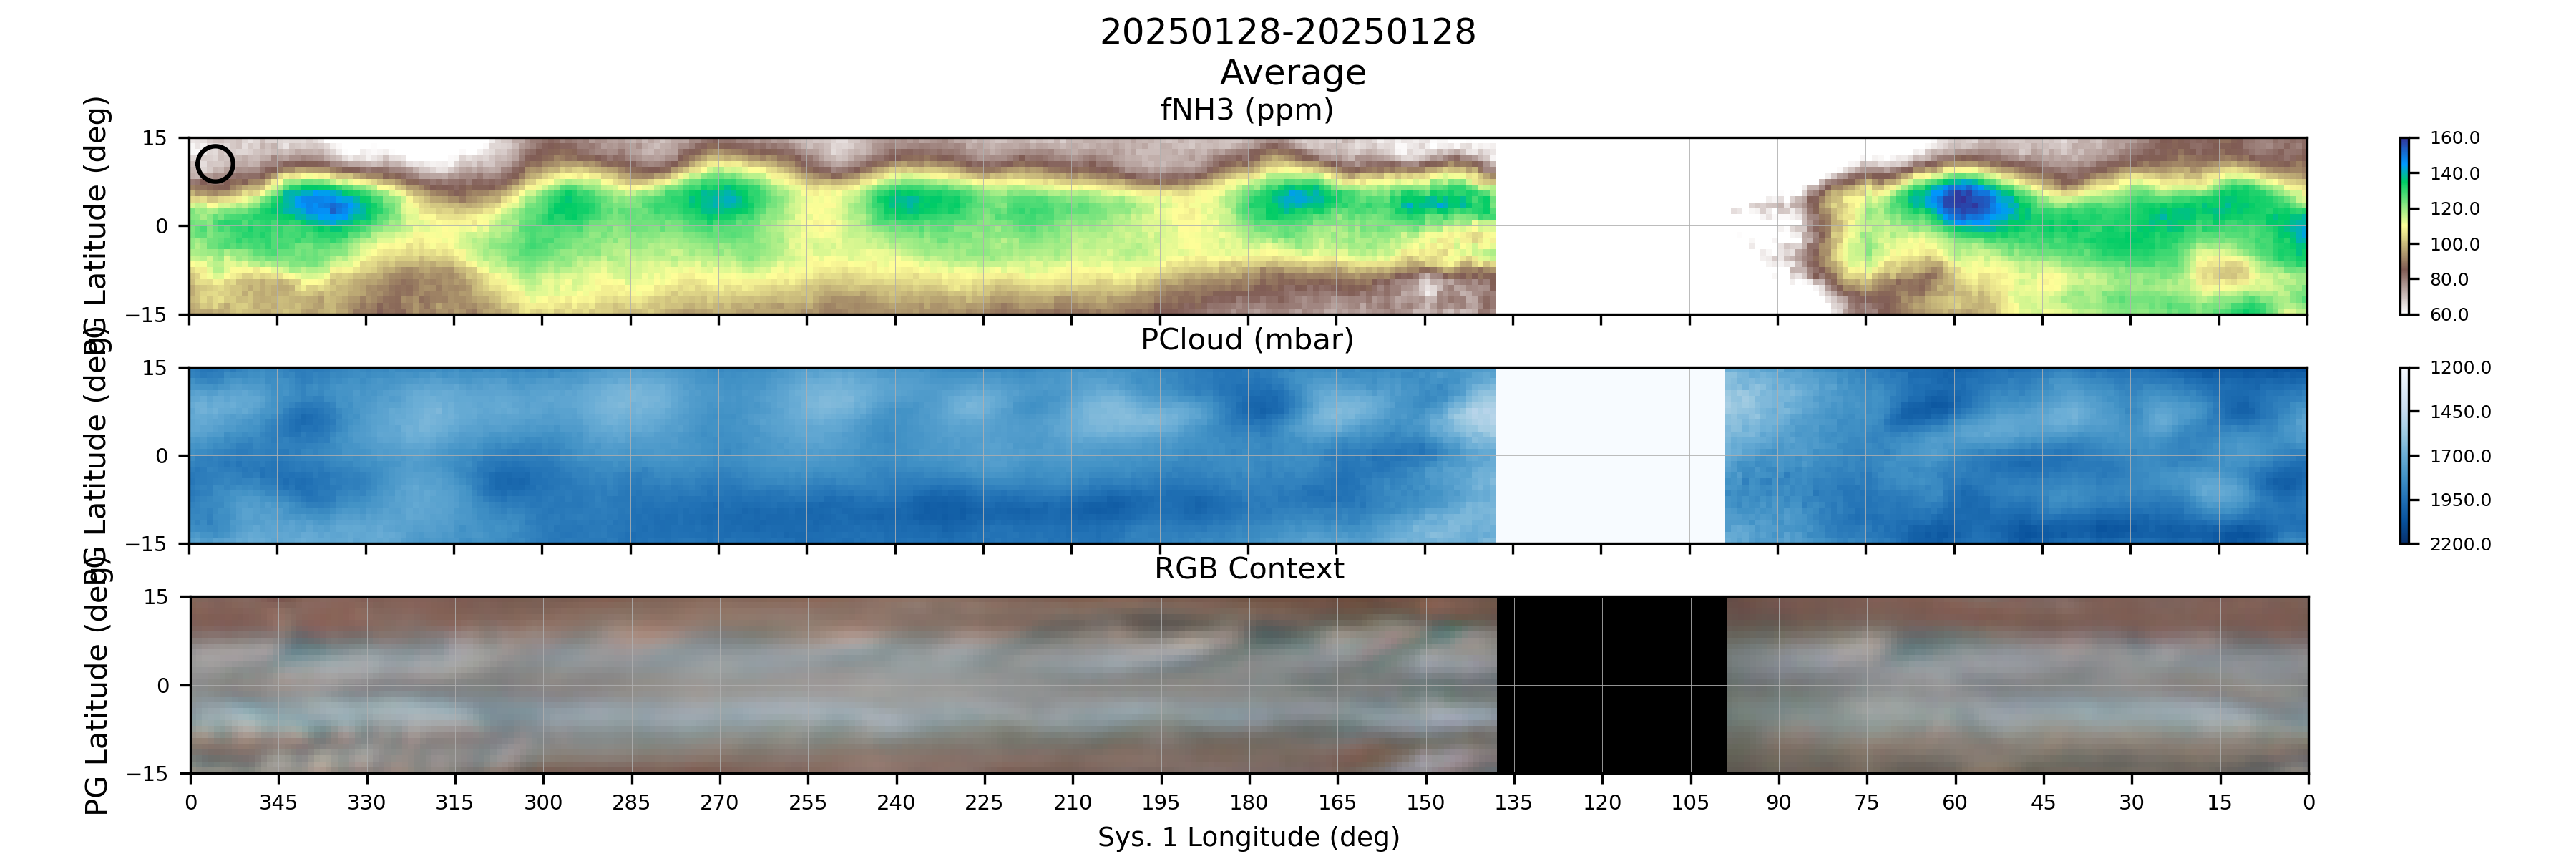 20250128-20250128
Average
fNH3 (ppm)
PG Latitude (deg)
15
0
−15
160.0
140.0
120.0
100.0
80.0
60.0
PCloud (mbar)
PG Latitude (deg)
15
0
−15
1200.0
1450.0
1700.0
1950.0
2200.0
RGB Context
PG Latitude (deg)
15
0
−15
0 345 330 315 300 285 270 255 240 225 210 195 180 165 150 135 120 105 90 75 60 45 30 15 0
Sys. 1 Longitude (deg)